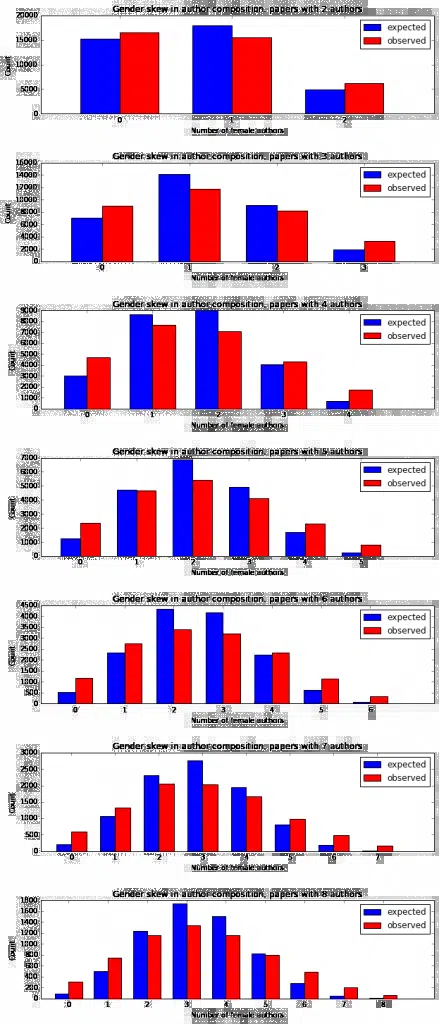 Gender skew in author composition, papers with 2 authors
20000
15000
10000
5000
0
Count
expected
observed
0 1 2
Number of female authors
Gender skew in author composition, papers with 3 authors
16000
14000
12000
10000
8000
6000
4000
2000
0
Count
expected
observed
0 1 2 3
Number of female authors
Gender skew in author composition, papers with 4 authors
9000
8000
7000
6000
5000
4000
3000
2000
1000
0
Count
expected
observed
0 1 2 3 4
Number of female authors
Gender skew in author composition, papers with 5 authors
7000
6000
5000
4000
3000
2000
1000
0
Count
expected
observed
0 1 2 3 4 5
Number of female authors
Gender skew in author composition, papers with 6 authors
4500
4000
3500
3000
2500
2000
1500
1000
500
0
Count
expected
observed
0 1 2 3 4 5 6
Number of female authors
Gender skew in author composition, papers with 7 authors
3000
2500
2000
1500
1000
500
0
Count
expected
observed
0 1 2 3 4 5 6 7
Number of female authors
Gender skew in author composition, papers with 8 authors
1800
1600
1400
1200
1000
800
600
400
200
0
Count
expected
observed
0 1 2 3 4 5 6 7 8
Number of female authors